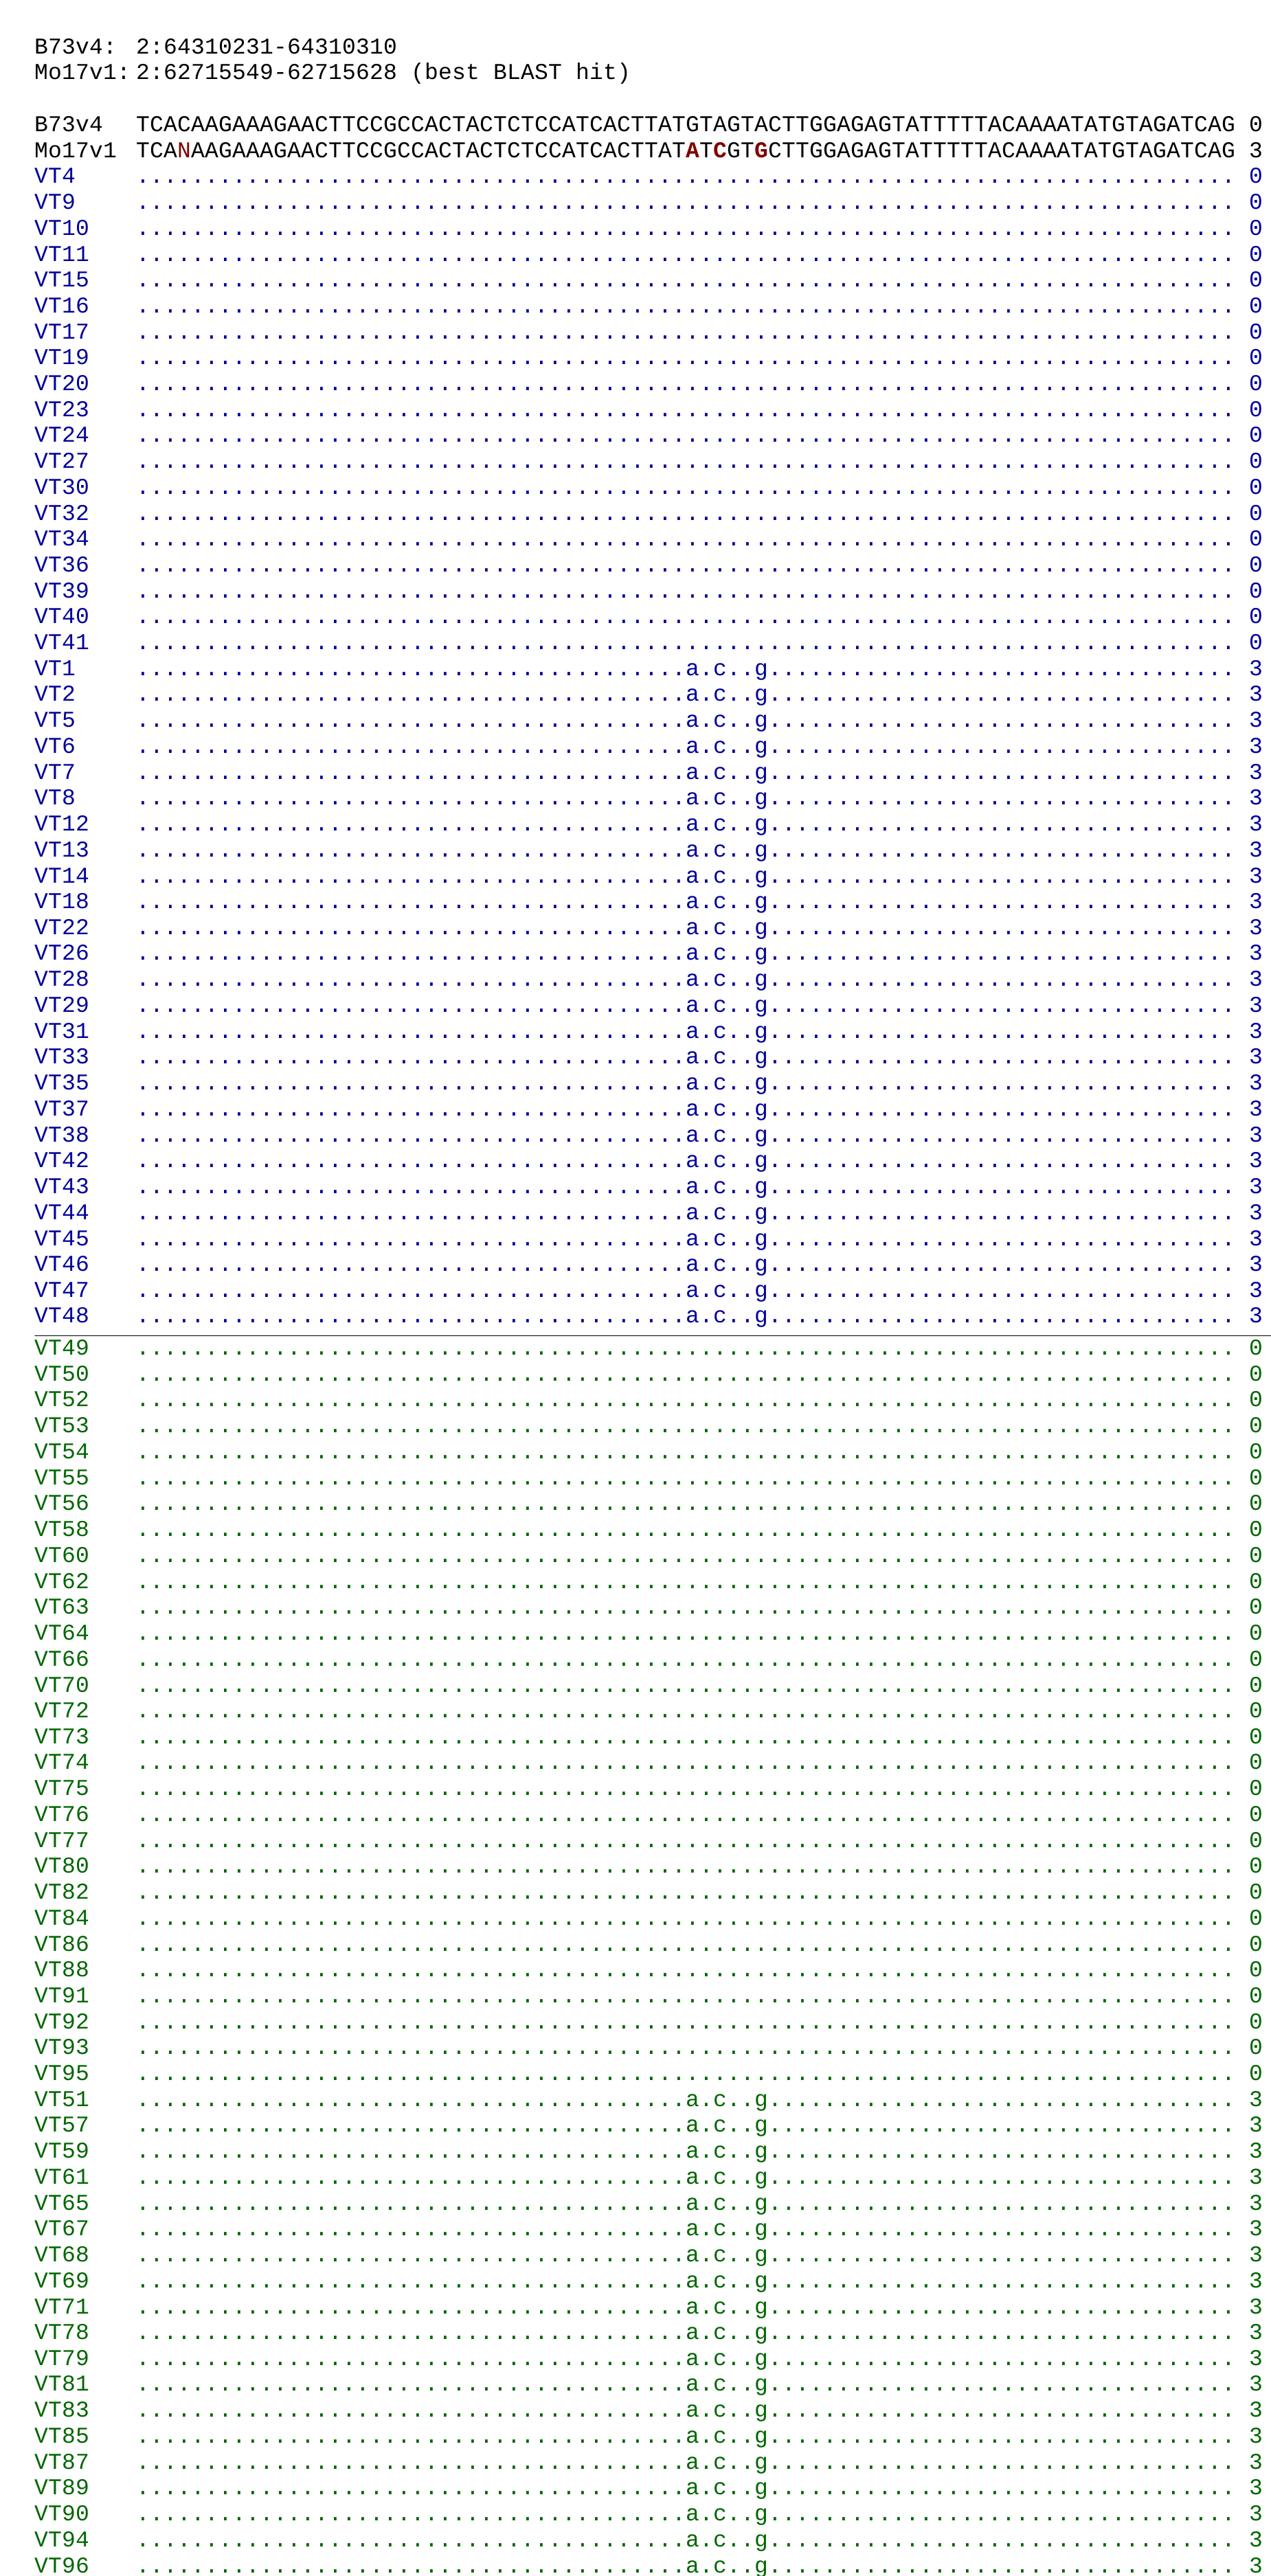 B73v4: 2:64310231-64310310
Mo17v1: 2:62715549-62715628 (best BLAST hit)
B73v4 TCACAAGAAAGAACTTCCGCCACTACTCTCCATCACTTATGTAGTACTTGGAGAGTATTTTTACAAAATATGTAGATCAG 0
Mo17v1 TCANAAGAAAGAACTTCCGCCACTACTCTCCATCACTTATATCGTGCTTGGAGAGTATTTTTACAAAATATGTAGATCAG 3
VT4 ................................................................................ 0
VT9 ................................................................................ 0
VT10 ................................................................................ 0
VT11 ................................................................................ 0
VT15 ................................................................................ 0
VT16 ................................................................................ 0
VT17 ................................................................................ 0
VT19 ................................................................................ 0
VT20 ................................................................................ 0
VT23 ................................................................................ 0
VT24 ................................................................................ 0
VT27 ................................................................................ 0
VT30 ................................................................................ 0
VT32 ................................................................................ 0
VT34 ................................................................................ 0
VT36 ................................................................................ 0
VT39 ................................................................................ 0
VT40 ................................................................................ 0
VT41 ................................................................................ 0
VT1 ........................................a.c..g.................................. 3
VT2 ........................................a.c..g.................................. 3
VT5 ........................................a.c..g.................................. 3
VT6 ........................................a.c..g.................................. 3
VT7 ........................................a.c..g.................................. 3
VT8 ........................................a.c..g.................................. 3
VT12 ........................................a.c..g.................................. 3
VT13 ........................................a.c..g.................................. 3
VT14 ........................................a.c..g.................................. 3
VT18 ........................................a.c..g.................................. 3
VT22 ........................................a.c..g.................................. 3
VT26 ........................................a.c..g.................................. 3
VT28 ........................................a.c..g.................................. 3
VT29 ........................................a.c..g.................................. 3
VT31 ........................................a.c..g.................................. 3
VT33 ........................................a.c..g.................................. 3
VT35 ........................................a.c..g.................................. 3
VT37 ........................................a.c..g.................................. 3
VT38 ........................................a.c..g.................................. 3
VT42 ........................................a.c..g.................................. 3
VT43 ........................................a.c..g.................................. 3
VT44 ........................................a.c..g.................................. 3
VT45 ........................................a.c..g.................................. 3
VT46 ........................................a.c..g.................................. 3
VT47 ........................................a.c..g.................................. 3
VT48 ........................................a.c..g.................................. 3
VT49 ................................................................................ 0
VT50 ................................................................................ 0
VT52 ................................................................................ 0
VT53 ................................................................................ 0
VT54 ................................................................................ 0
VT55 ................................................................................ 0
VT56 ................................................................................ 0
VT58 ................................................................................ 0
VT60 ................................................................................ 0
VT62 ................................................................................ 0
VT63 ................................................................................ 0
VT64 ................................................................................ 0
VT66 ................................................................................ 0
VT70 ................................................................................ 0
VT72 ................................................................................ 0
VT73 ................................................................................ 0
VT74 ................................................................................ 0
VT75 ................................................................................ 0
VT76 ................................................................................ 0
VT77 ................................................................................ 0
VT80 ................................................................................ 0
VT82 ................................................................................ 0
VT84 ................................................................................ 0
VT86 ................................................................................ 0
VT88 ................................................................................ 0
VT91 ................................................................................ 0
VT92 ................................................................................ 0
VT93 ................................................................................ 0
VT95 ................................................................................ 0
VT51 ........................................a.c..g.................................. 3
VT57 ........................................a.c..g.................................. 3
VT59 ........................................a.c..g.................................. 3
VT61 ........................................a.c..g.................................. 3
VT65 ........................................a.c..g.................................. 3
VT67 ........................................a.c..g.................................. 3
VT68 ........................................a.c..g.................................. 3
VT69 ........................................a.c..g.................................. 3
VT71 ........................................a.c..g.................................. 3
VT78 ........................................a.c..g.................................. 3
VT79 ........................................a.c..g.................................. 3
VT81 ........................................a.c..g.................................. 3
VT83 ........................................a.c..g.................................. 3
VT85 ........................................a.c..g.................................. 3
VT87 ........................................a.c..g.................................. 3
VT89 ........................................a.c..g.................................. 3
VT90 ........................................a.c..g.................................. 3
VT94 ........................................a.c..g.................................. 3
VT96 ........................................a.c..g.................................. 3